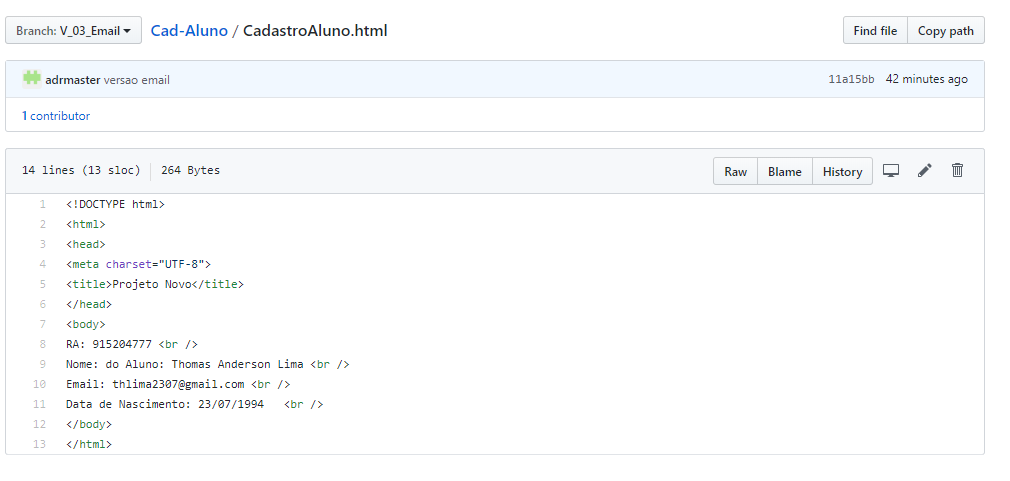 Branch: V_03_Email Cad-Aluno / CadastroAluno.html Find file Copy path
adrmaster versao email 11a15bb 42 minutes ago
1 contributor
14 lines (13 sloc) 264 Bytes Raw Blame History
1 <!DOCTYPE html>
2 <html>
3 <head>
4 <meta charset="UTF-8">
5 <title>Projeto Novo</title>
6 </head>
7 <body>
8 RA: 915204777 <br />
9 Nome: do Aluno: Thomas Anderson Lima <br />
10 Email: thlima2307@gmail.com <br />
11 Data de Nascimento: 23/07/1994   <br />
12 </body>
13 </html>